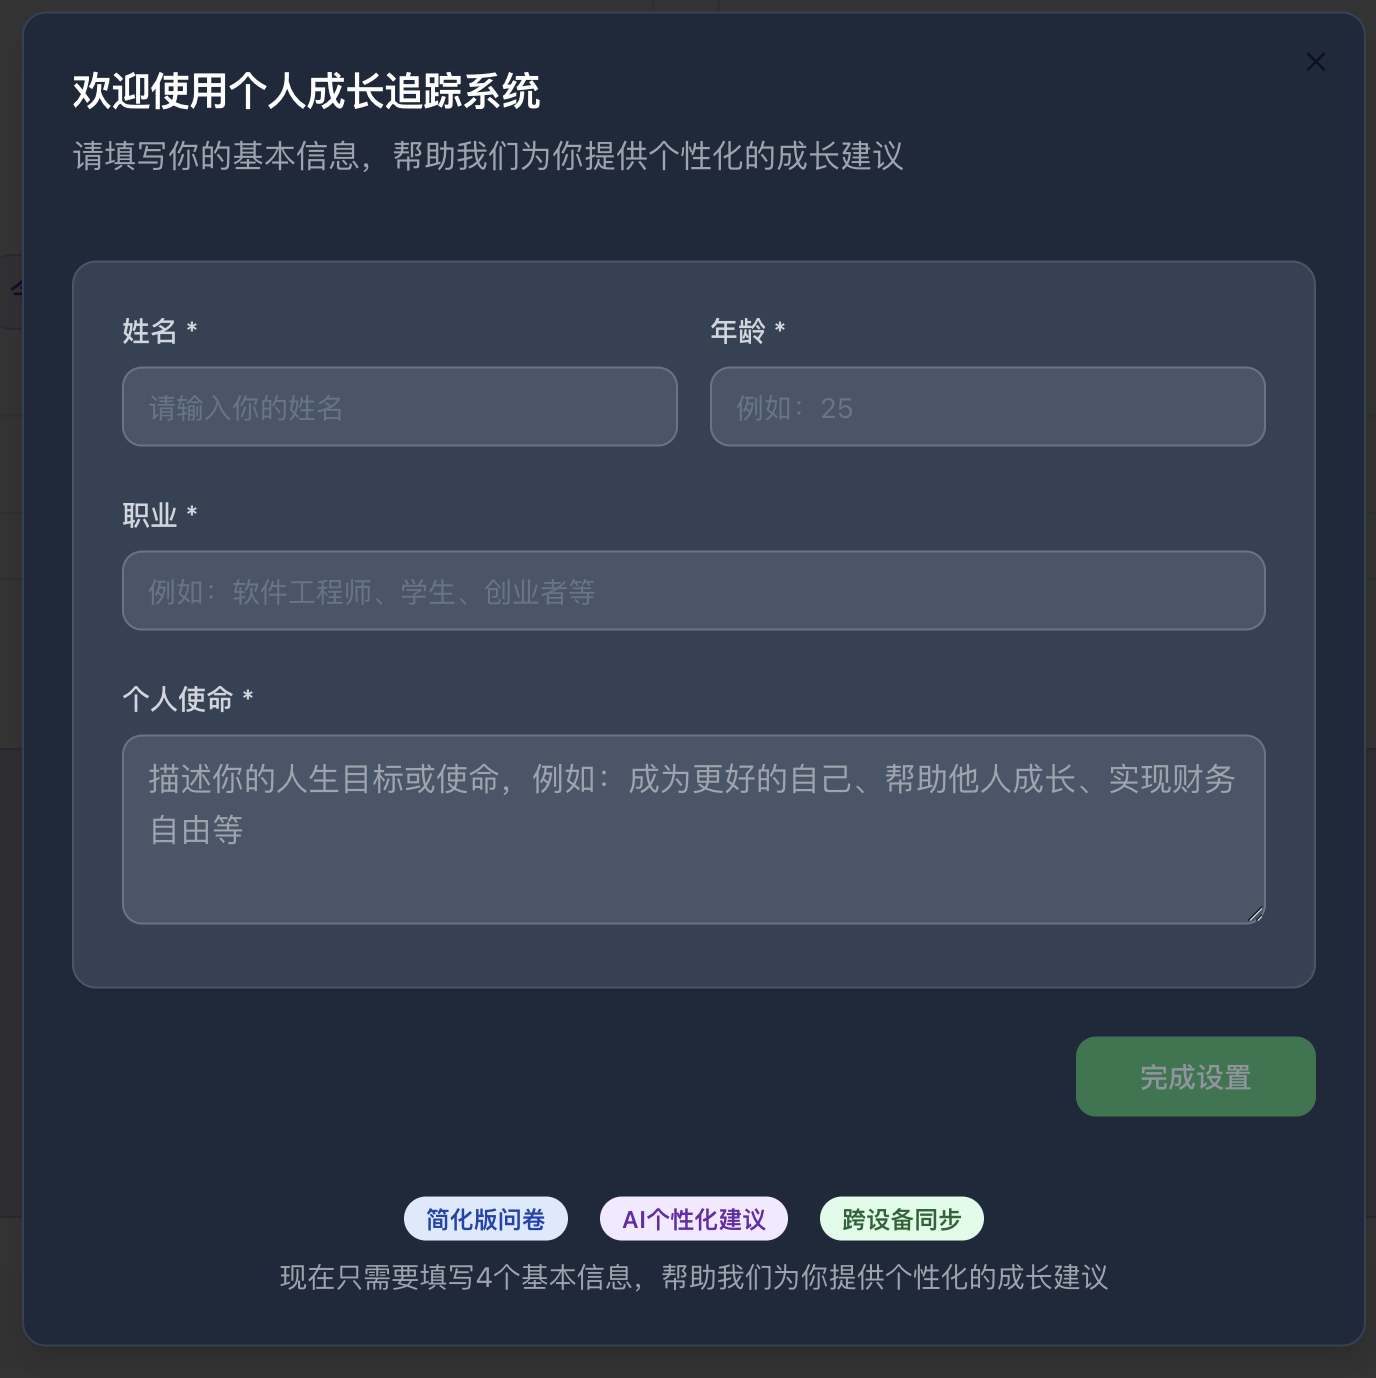 欢迎使用个人成长追踪系统
请填写你的基本信息，帮助我们为你提供个性化的成长建议
姓名 *
年龄 *
请输入你的姓名
例如：25
职业 *
例如：软件工程师、学生、创业者等
个人使命 *
描述你的人生目标或使命，例如：成为更好的自己、帮助他人成长、实现财务
自由等
完成设置
简化版问卷
AI个性化建议
跨设备同步
现在只需要填写4个基本信息，帮助我们为你提供个性化的成长建议